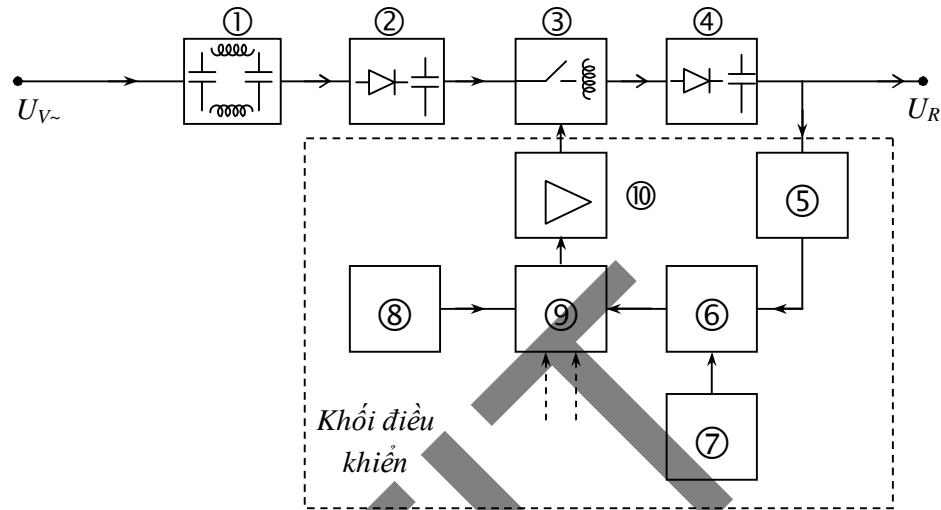 ① ② ③ ④
U_V~ U_R
⑩ ⑤
⑧ ⑨ ⑥
Khối điều
khiển
⑦